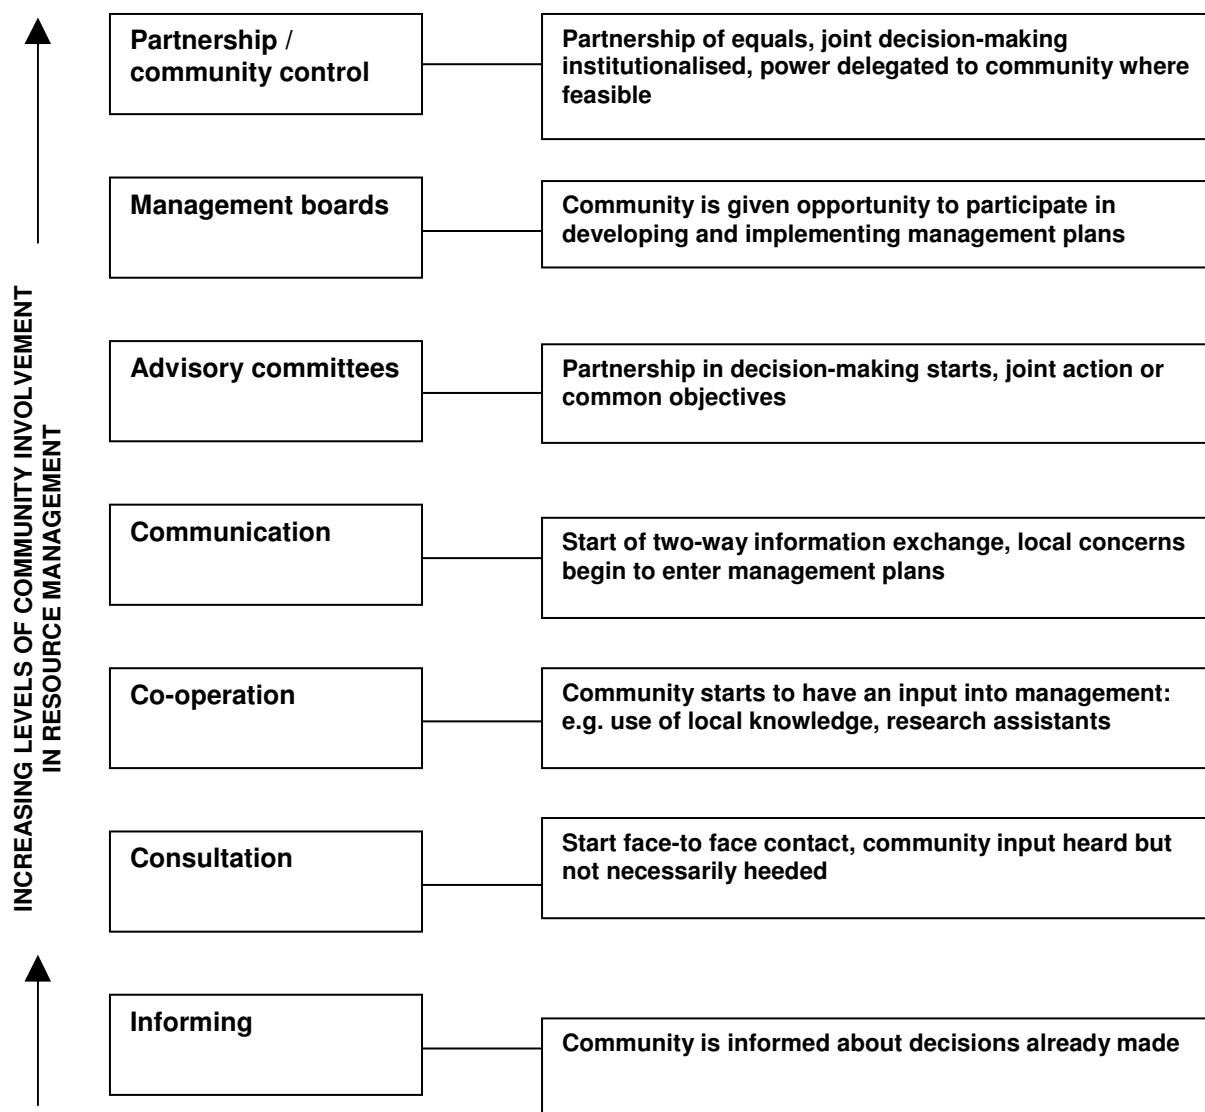 Partnership /
community control
Partnership of equals, joint decision-making
institutionalised, power delegated to community where
feasible
Management boards
Community is given opportunity to participate in
developing and implementing management plans
Advisory committees
Partnership in decision-making starts, joint action or
common objectives
Communication
Start of two-way information exchange, local concerns
begin to enter management plans
Co-operation
Community starts to have an input into management:
e.g. use of local knowledge, research assistants
Consultation
Start face-to face contact, community input heard but
not necessarily heeded
Informing
Community is informed about decisions already made
INCREASING LEVELS OF COMMUNITY INVOLVEMENT
IN RESOURCE MANAGEMENT